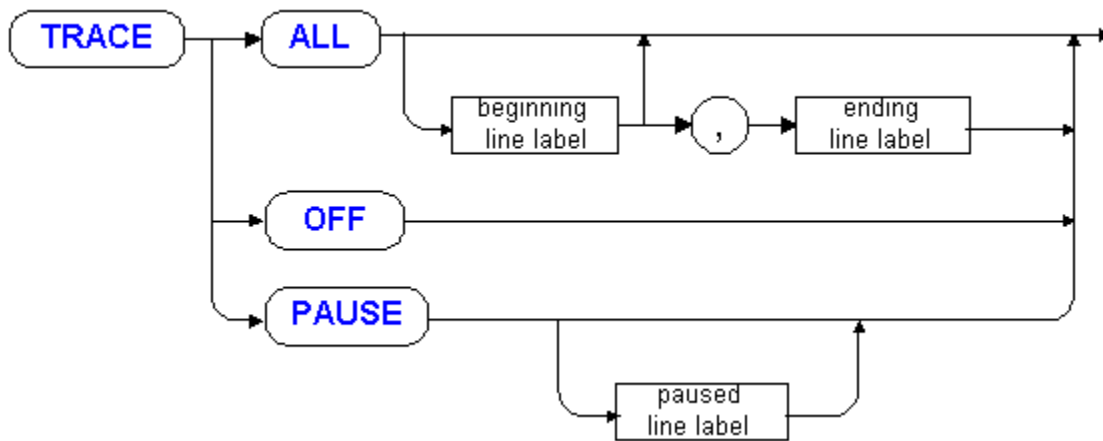 TRACE
ALL
beginning
line label
,
ending
line label
OFF
PAUSE
paused
line label